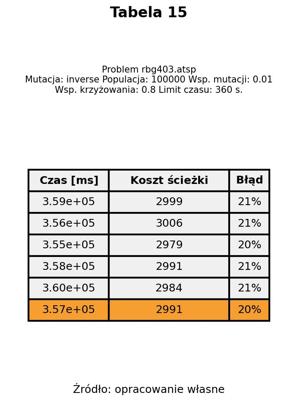 Tabela 15
Problem rbg403.atsp
Mutacja: inverse Populacja: 100000 Wsp. mutacji: 0.01
Wsp. krzyżowania: 0.8 Limit czasu: 360 s.
Czas [ms] Koszt ścieżki Błąd
3.59e+05 2999 21%
3.56e+05 3006 21%
3.55e+05 2979 20%
3.58e+05 2991 21%
3.60e+05 2984 21%
3.57e+05 2991 20%
Żródło: opracowanie własne